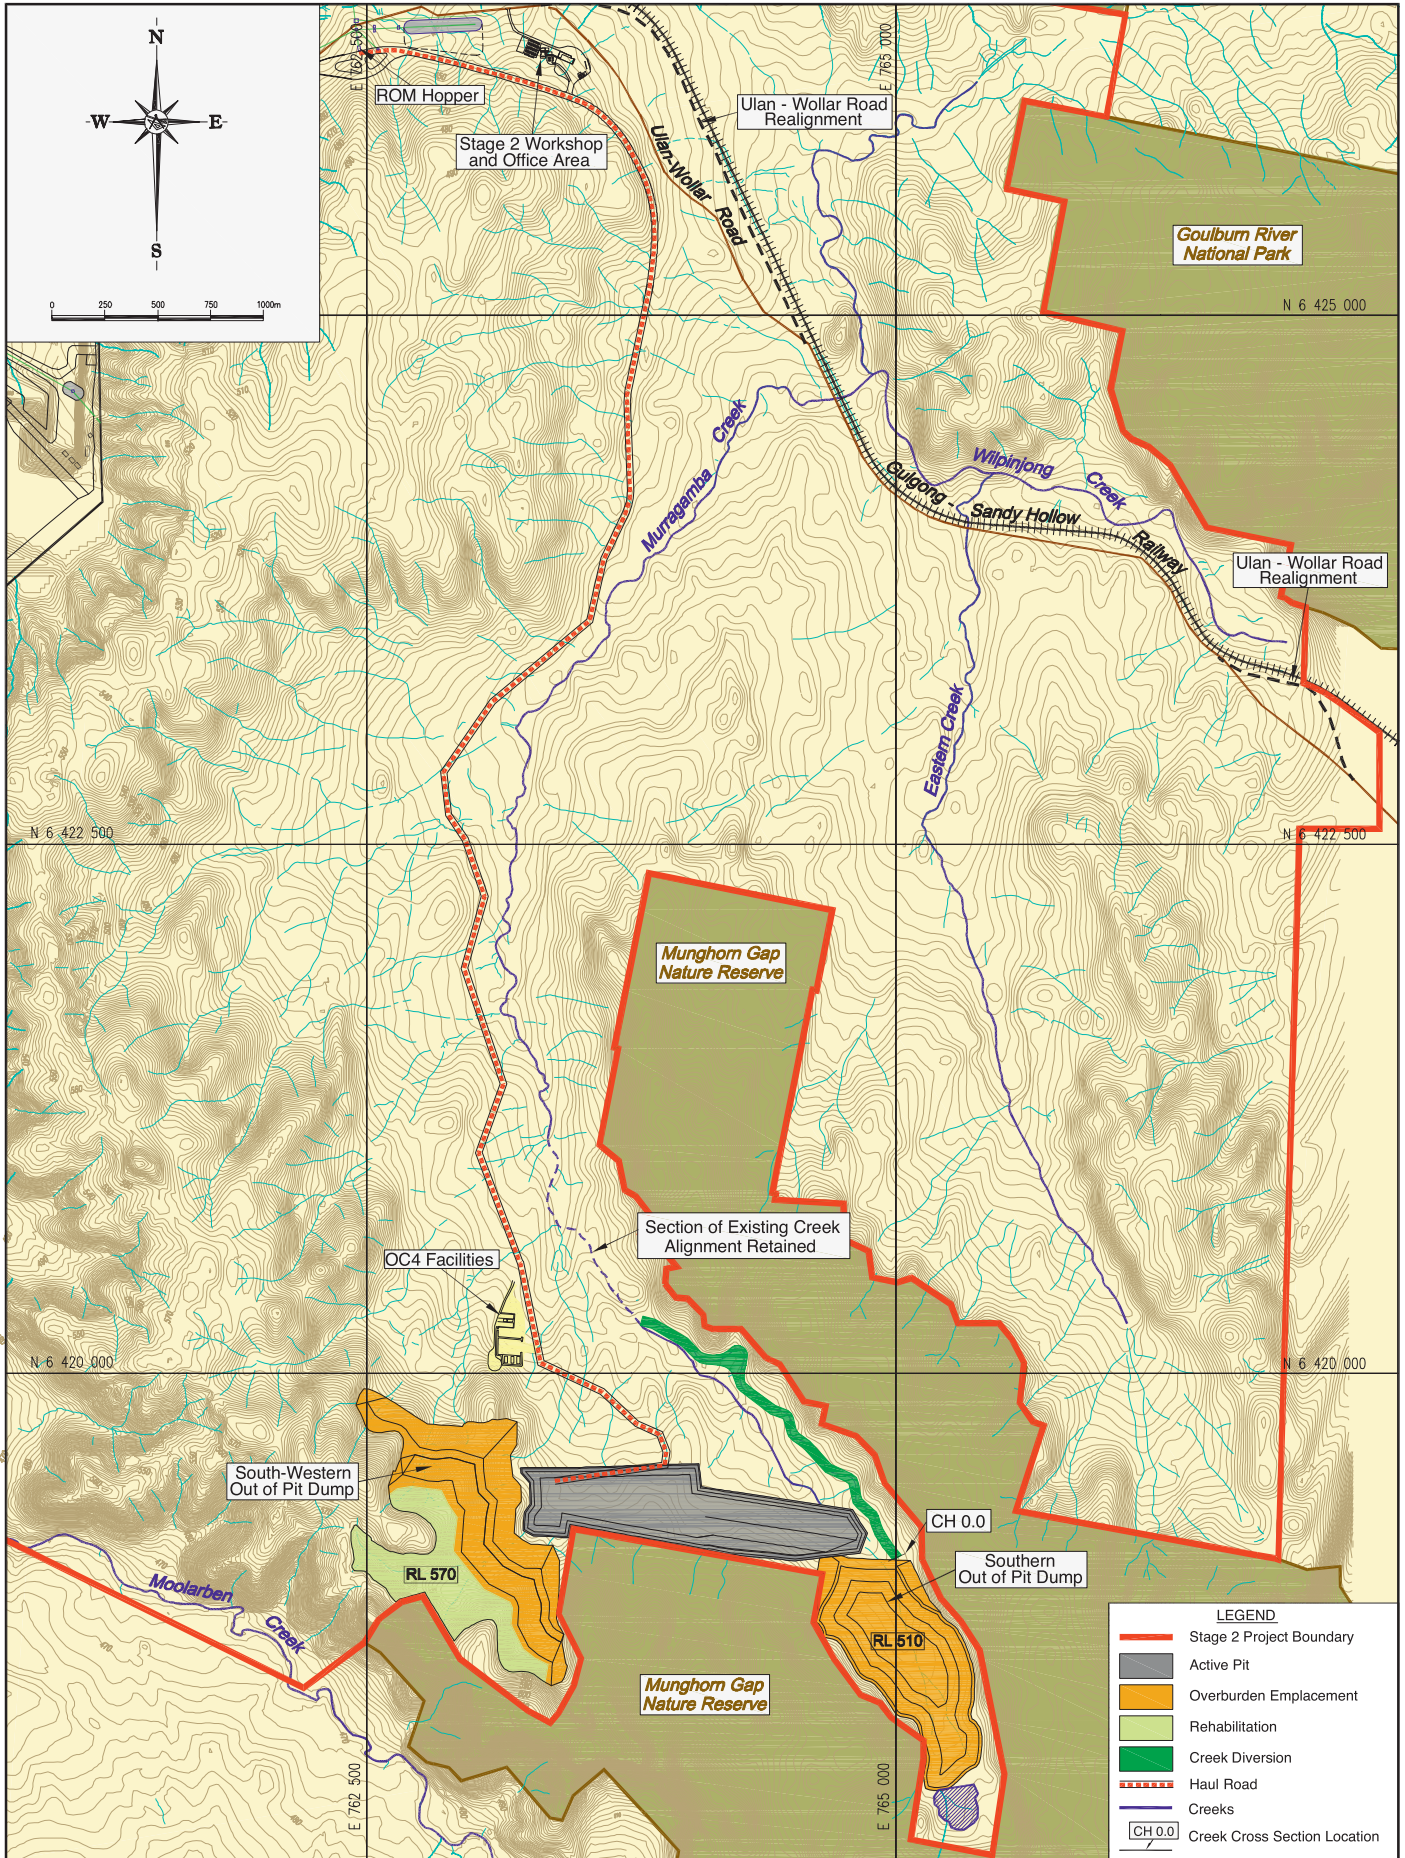 N
W
E
S
0 250 500 750 1000m
E 762 500
E 765 000
ROM Hopper
Stage 2 Workshop
and Office Area
Ulan - Wollar Road
Realignment
Ulan-Wollar Road
Goulburn River
National Park
N 6 425 000
Murragamba Creek
Wilpinjong Creek
Gulgong - Sandy Hollow Railway
Ulan - Wollar Road
Realignment
Eastern Creek
N 6 422 500
N 6 422 500
Munghorn Gap
Nature Reserve
Section of Existing Creek
Alignment Retained
OC4 Facilities
N 6 420 000
N 6 420 000
South-Western
Out of Pit Dump
CH 0.0
Southern
Out of Pit Dump
RL 570
Moolarben Creek
RL 510
Munghorn Gap
Nature Reserve
E 762 500
E 765 000
LEGEND
Stage 2 Project Boundary
Active Pit
Overburden Emplacement
Rehabilitation
Creek Diversion
Haul Road
Creeks
CH 0.0 Creek Cross Section Location